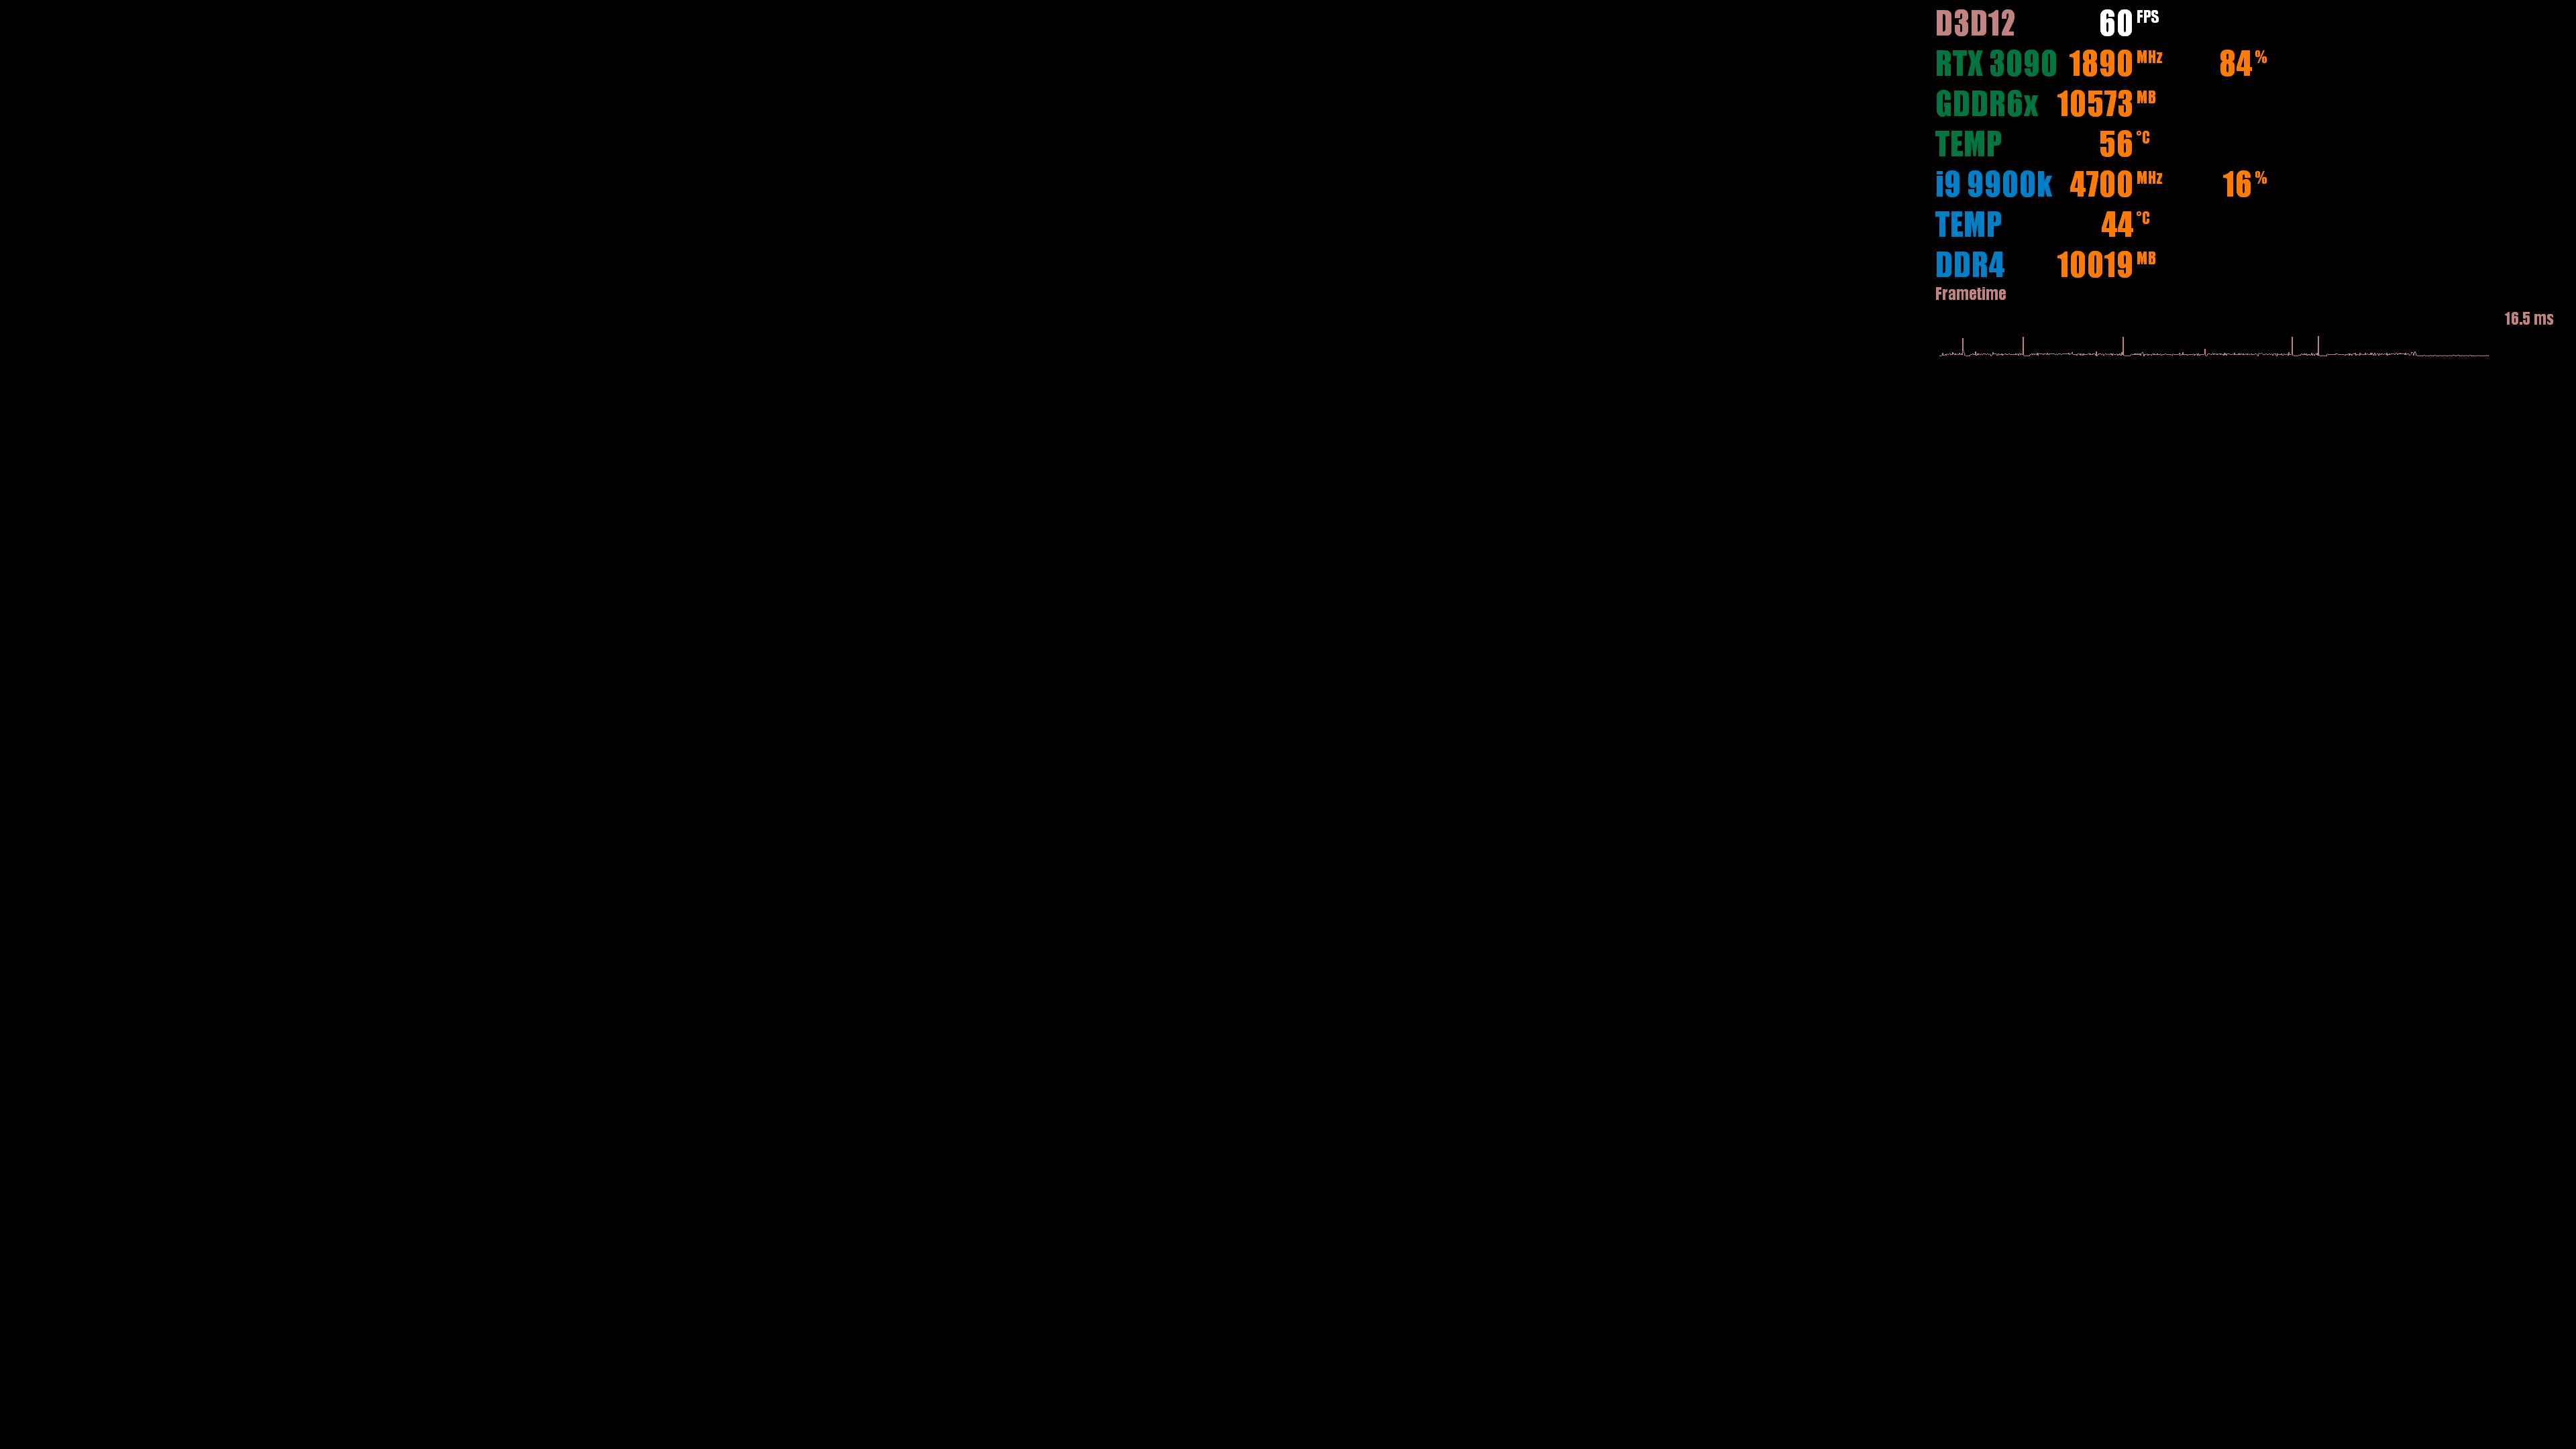 D3D12 60 FPS
RTX 3090 1890 MHz 84 %
GDDR6x 10573 MB
TEMP 56 °C
i9 9900k 4700 MHz 16 %
TEMP 44 °C
DDR4 10019 MB
Frametime
16.5 ms